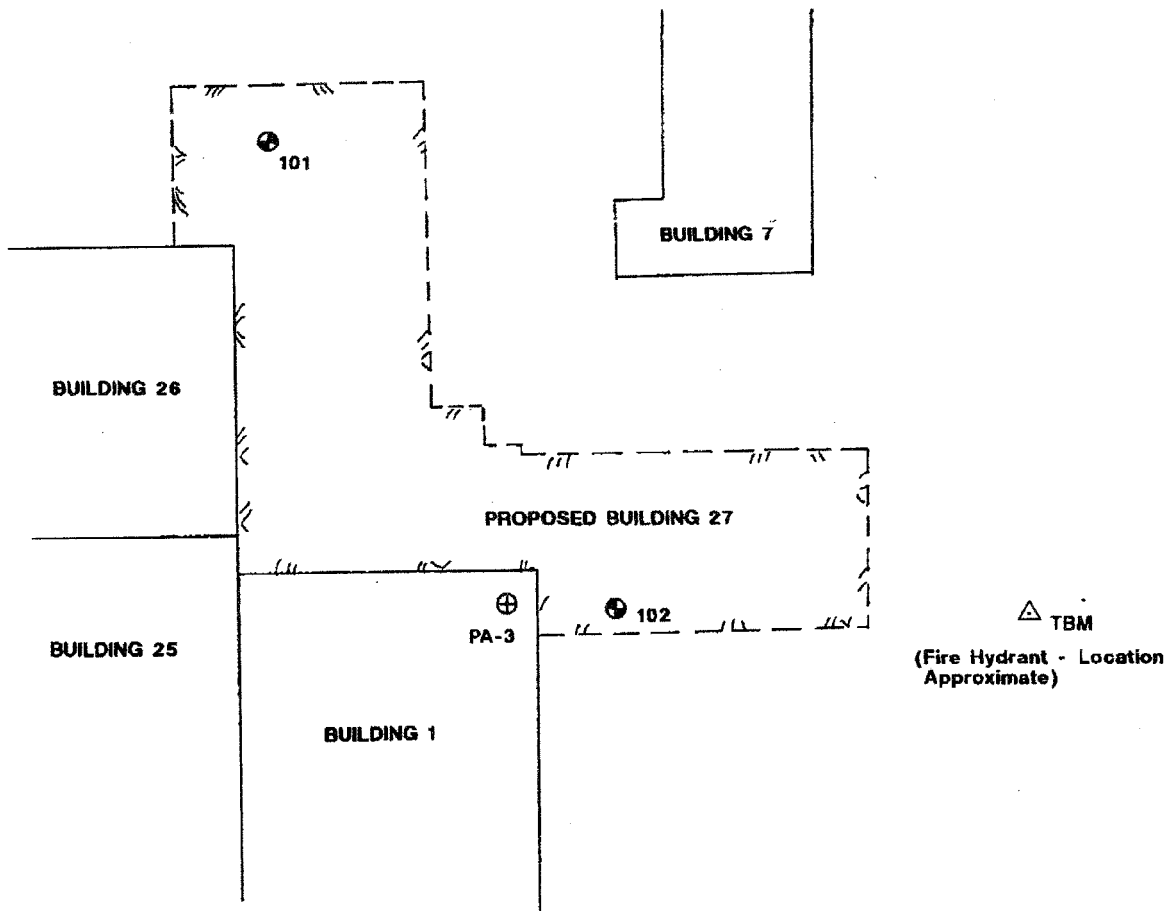 101
BUILDING 7
BUILDING 26
PROPOSED BUILDING 27
102
PA-3
TBM
(Fire Hydrant - Location
Approximate)
BUILDING 25
BUILDING 1